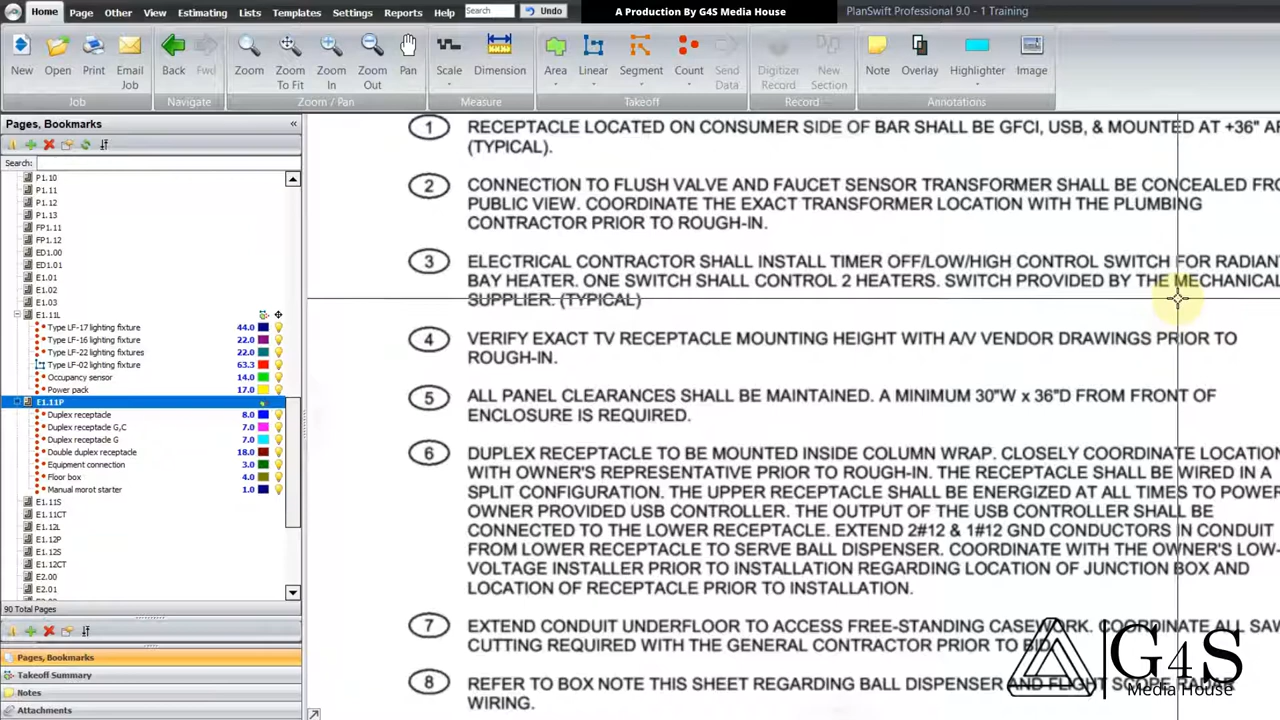 Home Page Other View Estimating Lists Templates Settings Reports Help Search Undo
A Production By G4S Media House
PlanSwift Professional 9.0 - 1 Training
New Open Print Email Job Back Fwd Zoom Zoom To Fit Zoom In Zoom Out Pan Scale Dimension Area Linear Segment Count Send Data Digitizer Record New Section Note Overlay Highlighter Image
Job Navigate Zoom / Pan Measure Takeoff Record Annotations
Pages, Bookmarks
Search:
P1.10
P1.11
P1.12
P1.13
FP1.11
FP1.12
ED1.00
ED1.01
E1.01
E1.02
E1.03
E1.11L
Type LF-17 lighting fixture 44.0
Type LF-16 lighting fixture 22.0
Type LF-22 lighting fixtures 22.0
Type LF-02 lighting fixture 63.3
Occupancy sensor 14.0
Power pack 17.0
E1.11P
Duplex receptacle 8.0
Duplex receptacle G,C 7.0
Duplex receptacle G 7.0
Double duplex receptacle 18.0
Equipment connection 3.0
Floor box 4.0
Manual morot starter 1.0
E1.11S
E1.11CT
E1.12L
E1.12P
E1.12S
E1.12CT
E2.00
E2.01
90 Total Pages
Pages, Bookmarks
Takeoff Summary
Notes
Attachments
1 RECEPTACLE LOCATED ON CONSUMER SIDE OF BAR SHALL BE GFCI, USB, & MOUNTED AT +36"
(TYPICAL).
2 CONNECTION TO FLUSH VALVE AND FAUCET SENSOR TRANSFORMER SHALL BE CONCEALED
PUBLIC VIEW. COORDINATE THE EXACT TRANSFORMER LOCATION WITH THE PLUMBING
CONTRACTOR PRIOR TO ROUGH-IN.
3 ELECTRICAL CONTRACTOR SHALL INSTALL TIMER OFF/LOW/HIGH CONTROL SWITCH FOR RADIANT
BAY HEATER. ONE SWITCH SHALL CONTROL 2 HEATERS. SWITCH PROVIDED BY THE MECHANICAL
SUPPLIER. (TYPICAL)
4 VERIFY EXACT TV RECEPTACLE MOUNTING HEIGHT WITH A/V VENDOR DRAWINGS PRIOR TO
ROUGH-IN.
5 ALL PANEL CLEARANCES SHALL BE MAINTAINED. A MINIMUM 30"W x 36"D FROM FRONT OF
ENCLOSURE IS REQUIRED.
6 DUPLEX RECEPTACLE TO BE MOUNTED INSIDE COLUMN WRAP. CLOSELY COORDINATE LOCATION
WITH OWNER'S REPRESENTATIVE PRIOR TO ROUGH-IN. THE RECEPTACLE SHALL BE WIRED IN A
SPLIT CONFIGURATION. THE UPPER RECEPTACLE SHALL BE ENERGIZED AT ALL TIMES TO POWER
OWNER PROVIDED USB CONTROLLER. THE OUTPUT OF THE USB CONTROLLER SHALL BE
CONNECTED TO THE LOWER RECEPTACLE. EXTEND 2#12 & 1#12 GND CONDUCTORS IN CONDUIT
FROM LOWER RECEPTACLE TO SERVE BALL DISPENSER. COORDINATE WITH THE OWNER'S LOW-
VOLTAGE INSTALLER PRIOR TO INSTALLATION REGARDING LOCATION OF JUNCTION BOX AND
LOCATION OF RECEPTACLE PRIOR TO INSTALLATION.
7 EXTEND CONDUIT UNDERFLOOR TO ACCESS FREE-STANDING CASEWORK. COORDINATE ALL SAW
CUTTING REQUIRED WITH THE GENERAL CONTRACTOR PRIOR TO BID.
8 REFER TO BOX NOTE THIS SHEET REGARDING BALL DISPENSER AND FLIGHT SCOPE RADAR
WIRING.
G4S
Media House